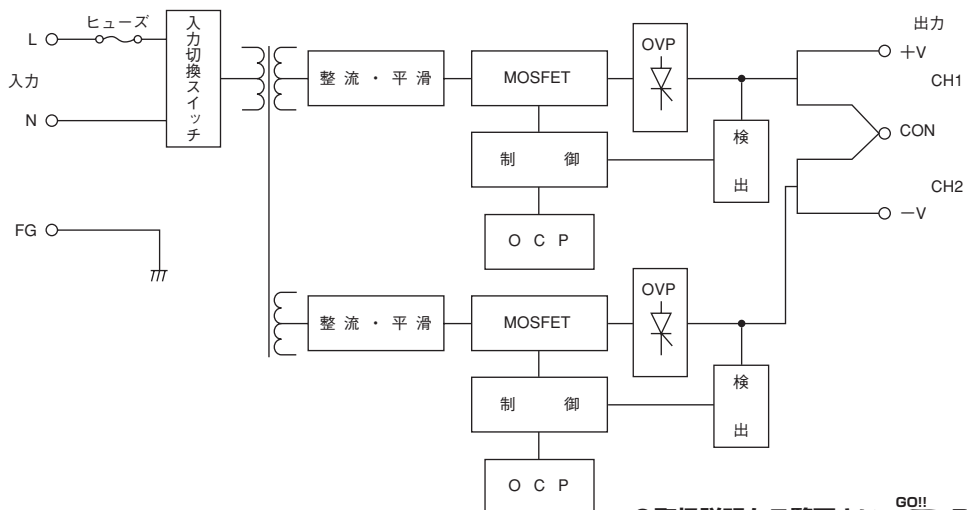 ヒューズ
L
入力
N
入力切換スイッチ
FG
整流・平滑
MOSFET
OVP
制御
検出
OCP
出力
+V
CH1
CON
CH2
−V
整流・平滑
MOSFET
OVP
制御
検出
OCP
GO!!